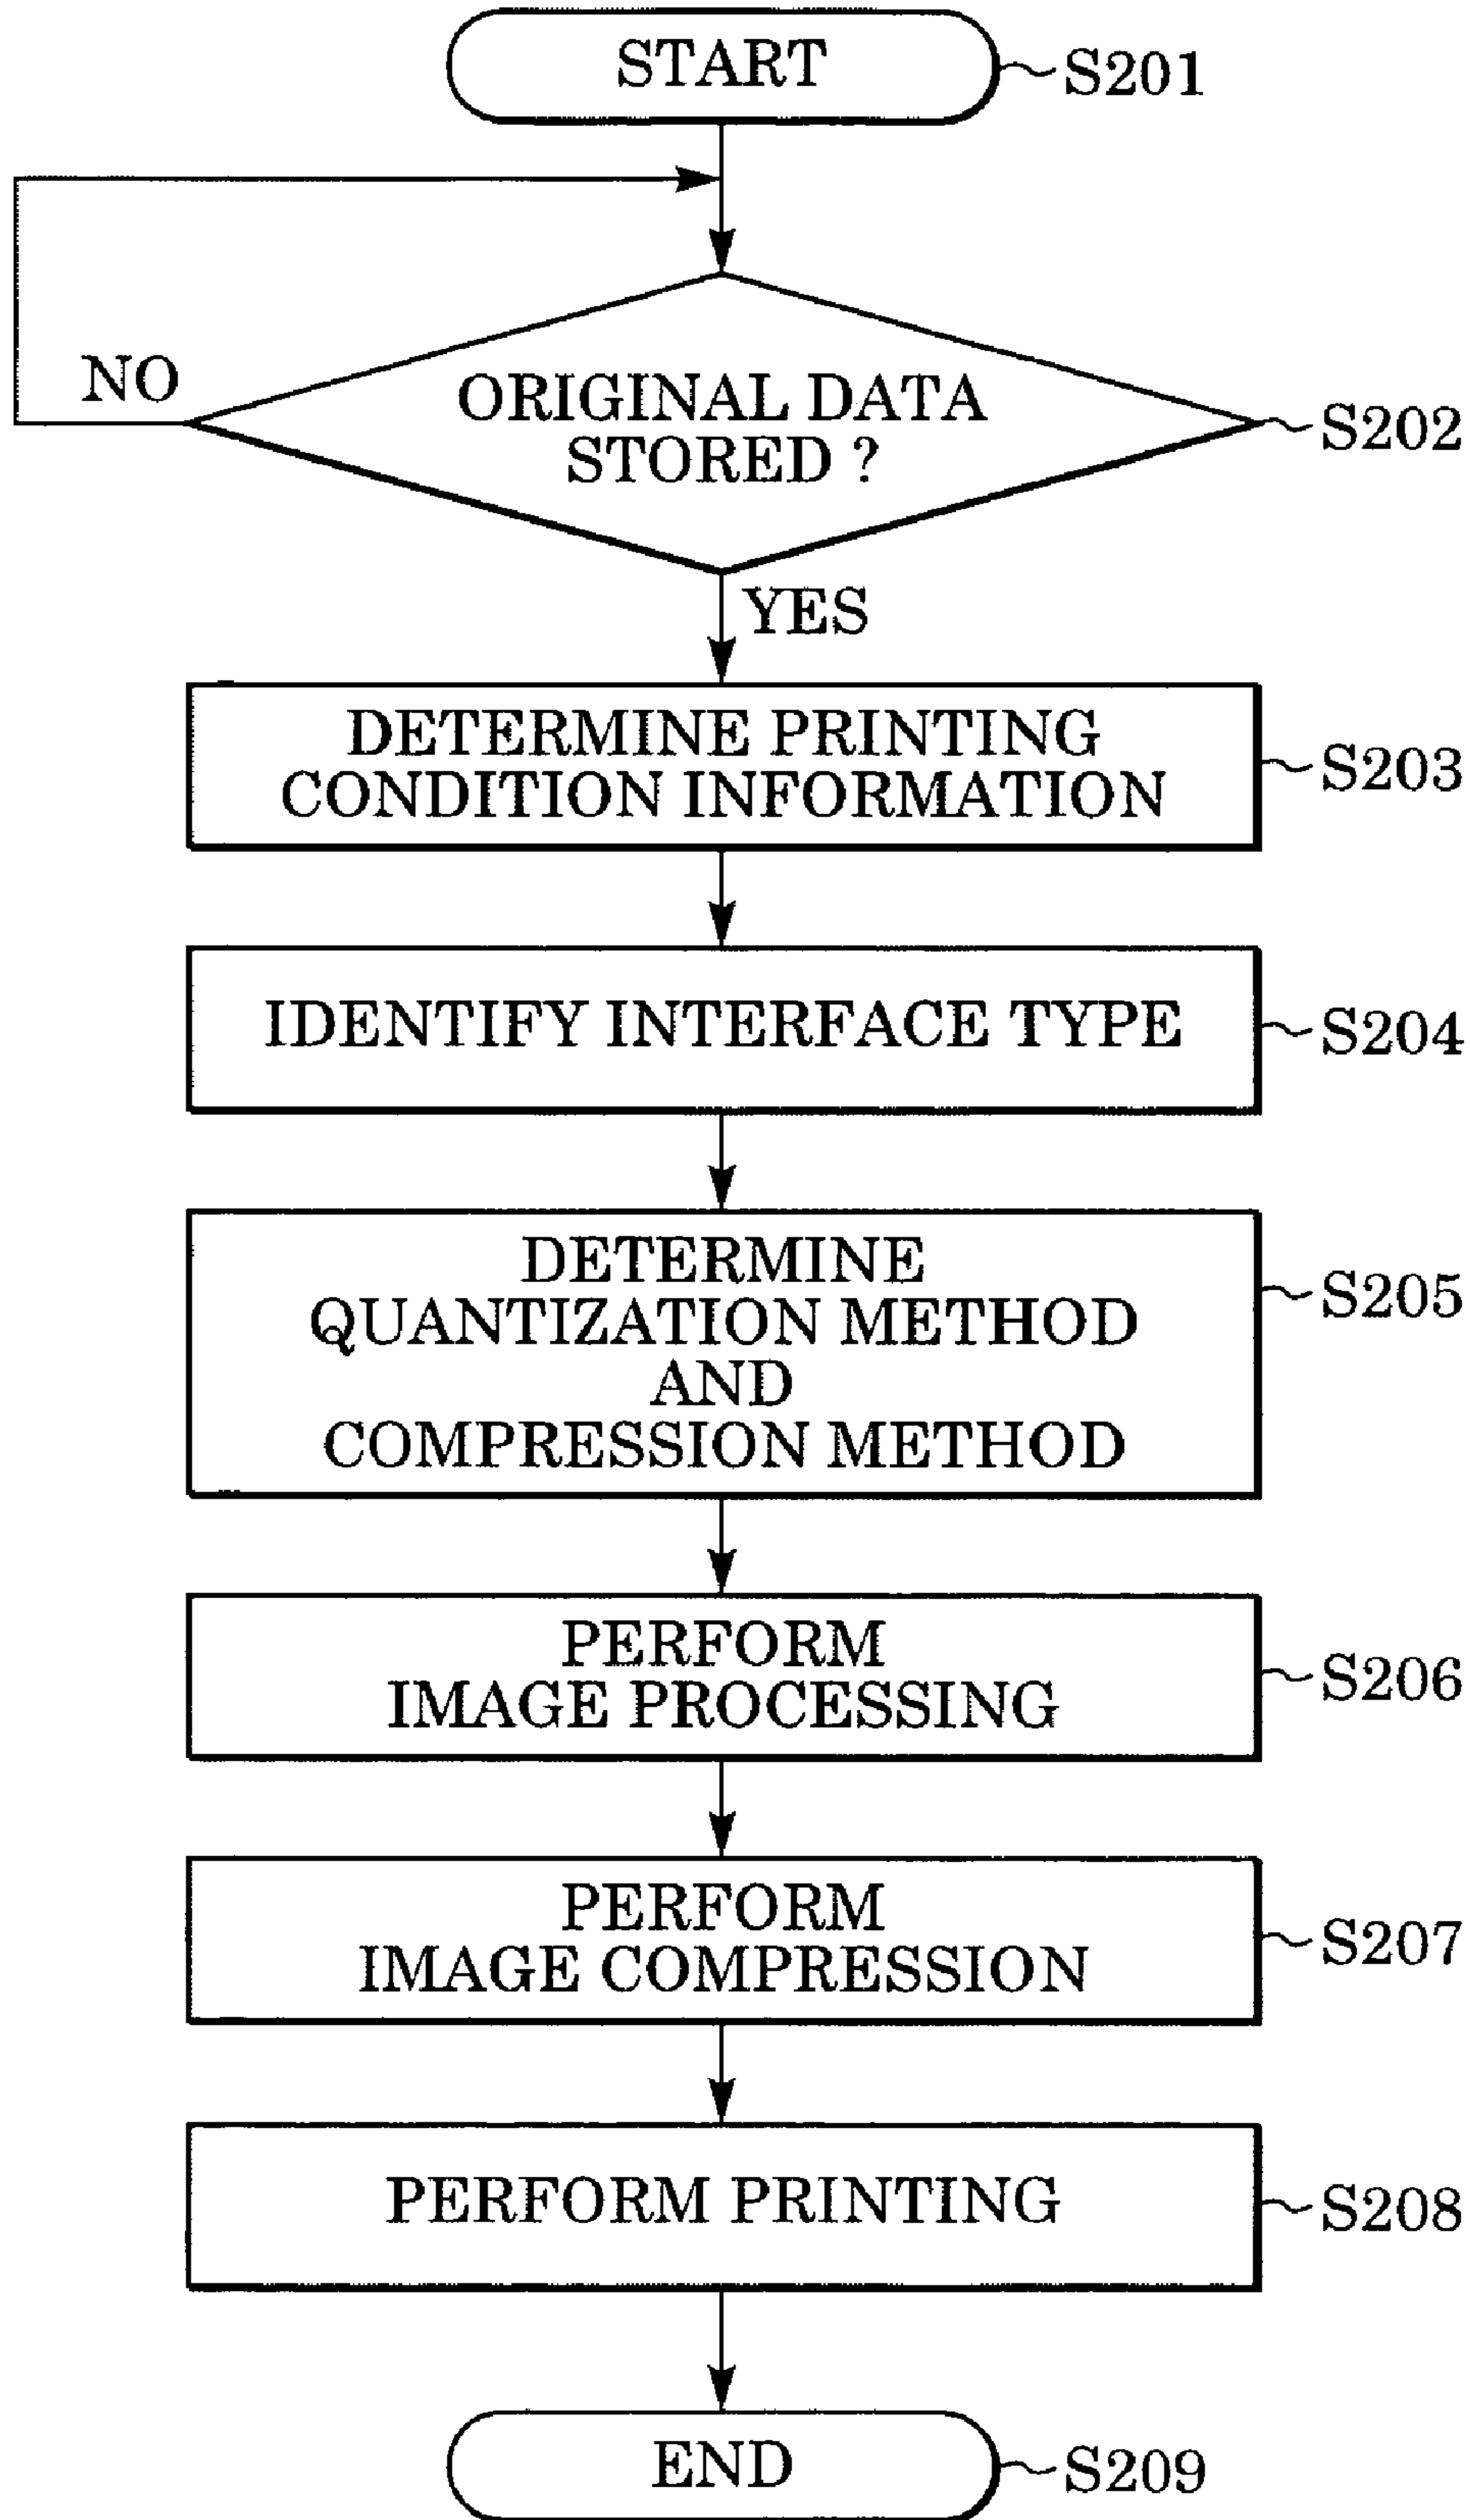 START
S201
NO
ORIGINAL DATA
STORED ?
S202
YES
DETERMINE PRINTING
CONDITION INFORMATION
S203
IDENTIFY INTERFACE TYPE
S204
DETERMINE
QUANTIZATION METHOD
AND
COMPRESSION METHOD
S205
PERFORM
IMAGE PROCESSING
S206
PERFORM
IMAGE COMPRESSION
S207
PERFORM PRINTING
S208
END
S209